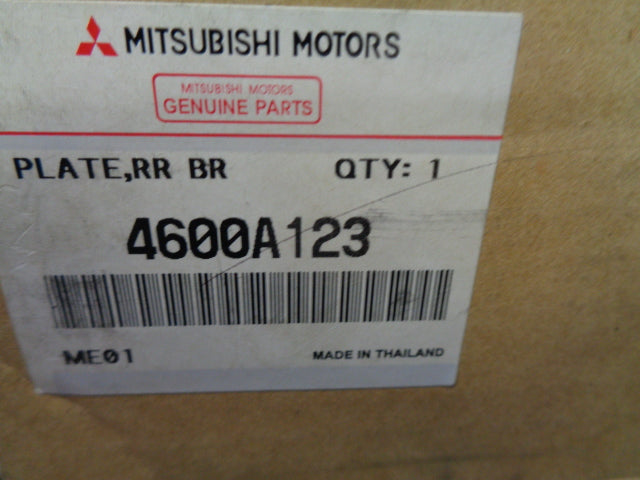 MITSUBISHI MOTORS
MITSUBISHI MOTORS
GENUINE PARTS
PLATE,RR BR QTY: 1
4600A123
ME01 MADE IN THAILAND